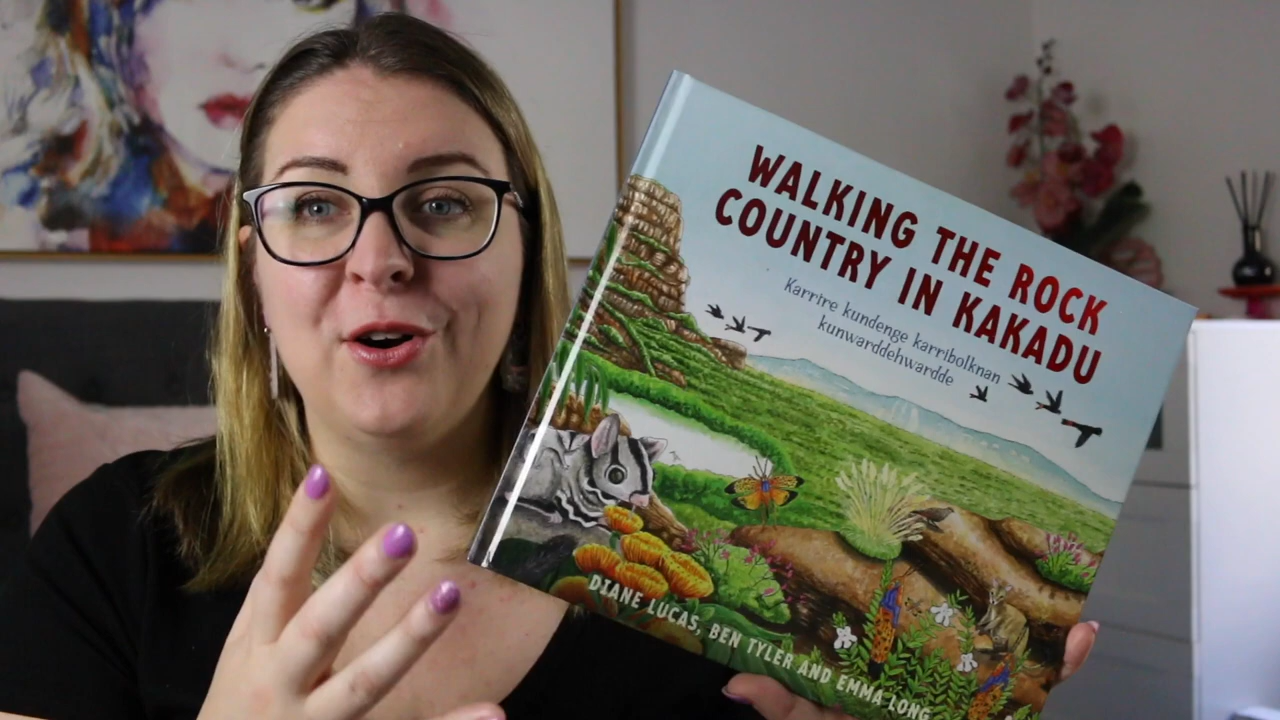 WALKING THE ROCK
COUNTRY IN KAKADU
Karrire kundenge karribolknan
kunwarddehwardde
DIANE LUCAS, BEN TYLER AND EMMA LONG